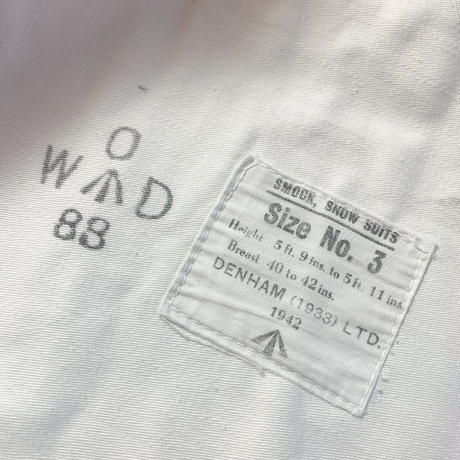 O
W D
88
SMOCK, SNOW SUITS
Size No. 3
Height 5 ft. 9 ins. to 5 ft. 11 ins.
Breast 40 to 42 ins.
DENHAM (1933) LTD.
1942